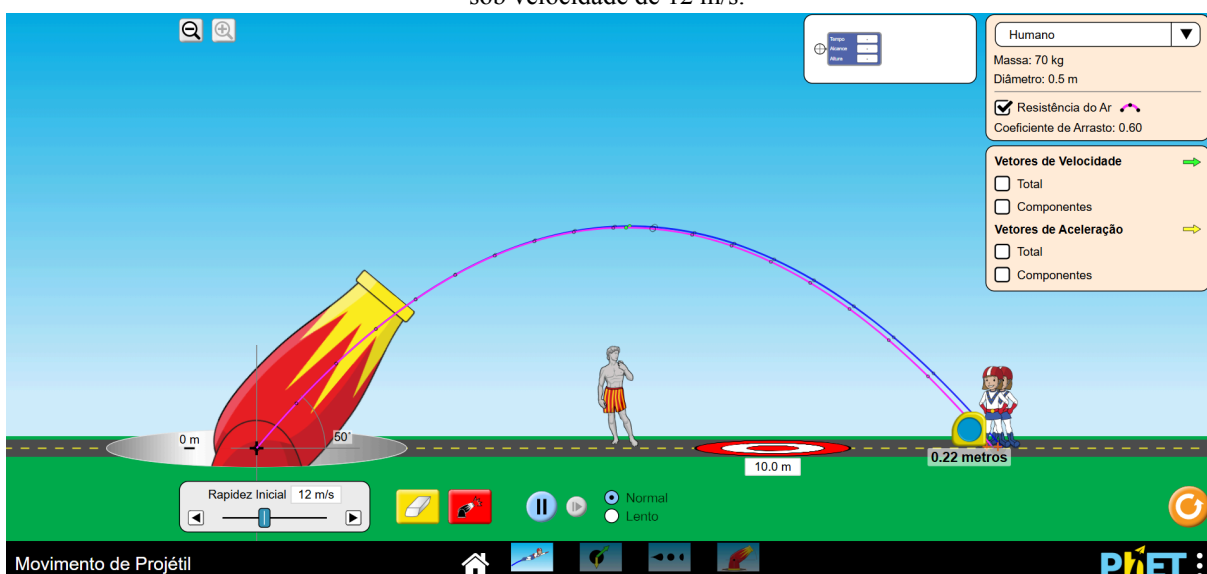 sob velocidade de 12 m/s.
Tempo -
Alcance -
Altura -
Humano
Massa: 70 kg
Diâmetro: 0.5 m
Resistência do Ar
Coeficiente de Arrasto: 0.60
Vetores de Velocidade
Total
Componentes
Vetores de Aceleração
Total
Componentes
0 m
50°
10.0 m
0.22 metros
Rapidez Inicial 12 m/s
Normal
Lento
Movimento de Projétil
PhET